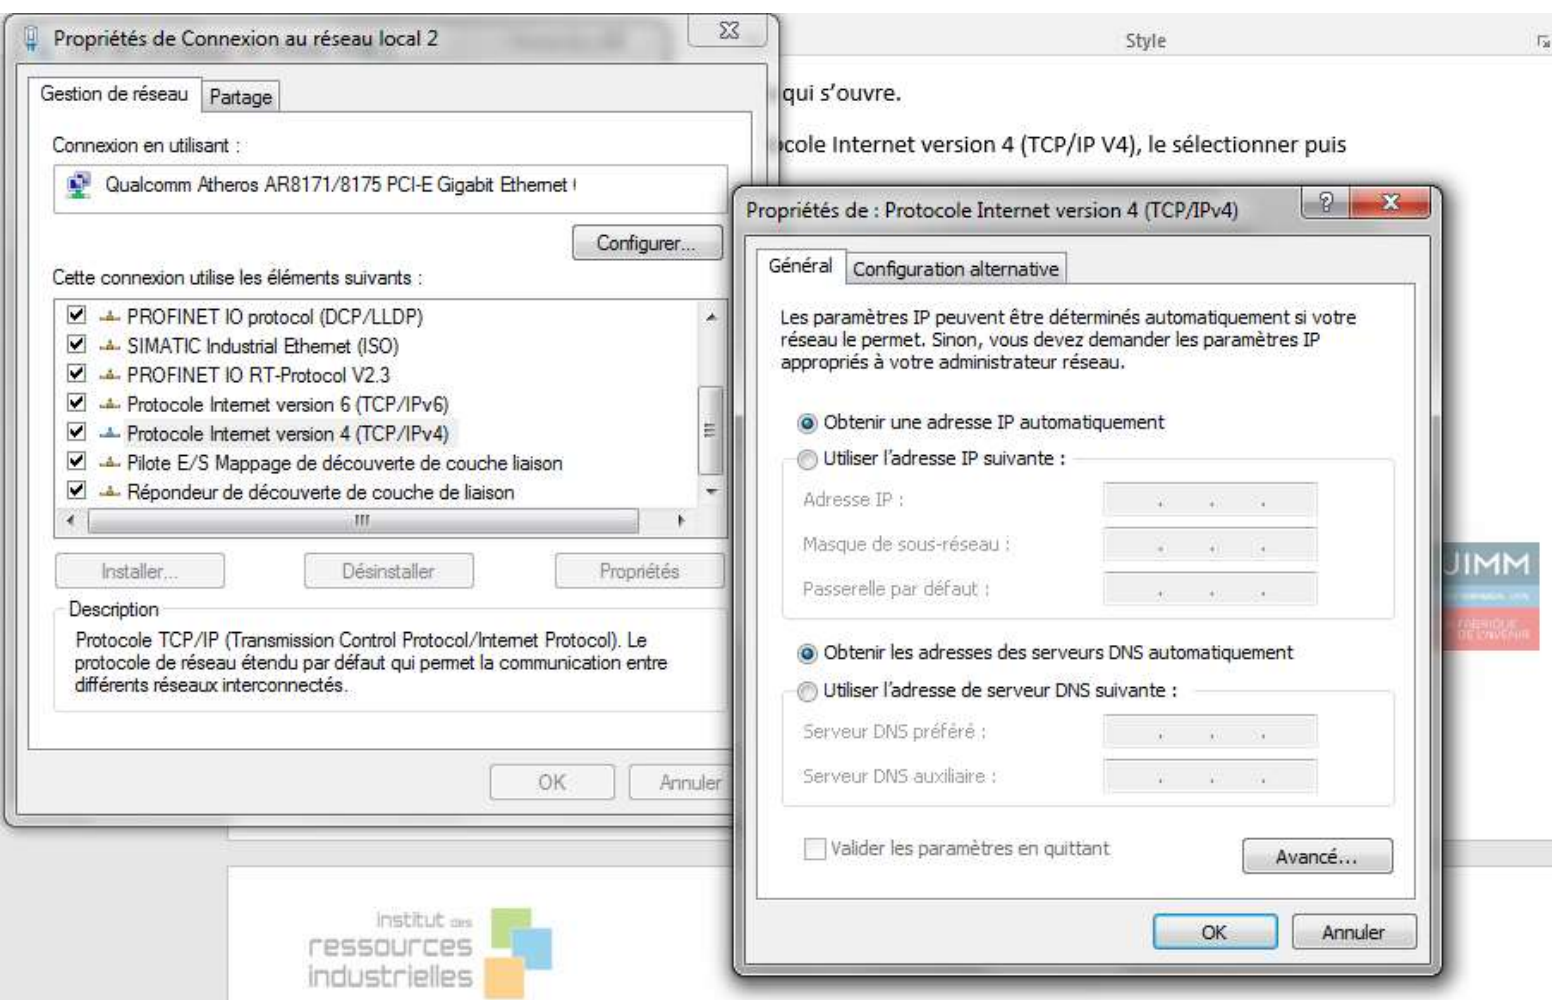 Propriétés de Connexion au réseau local 2
Style
Gestion de réseau
Partage
qui s’ouvre.
Connexion en utilisant :
cole Internet version 4 (TCP/IP V4), le sélectionner puis
Qualcomm Atheros AR8171/8175 PCI-E Gigabit Ethernet
Configurer...
Cette connexion utilise les éléments suivants :
PROFINET IO protocol (DCP/LLDP)
SIMATIC Industrial Ethernet (ISO)
PROFINET IO RT-Protocol V2.3
Protocole Internet version 6 (TCP/IPv6)
Protocole Internet version 4 (TCP/IPv4)
Pilote E/S Mappage de découverte de couche liaison
Répondeur de découverte de couche de liaison
Installer...
Désinstaller
Propriétés
Description
Protocole TCP/IP (Transmission Control Protocol/Internet Protocol). Le
protocole de réseau étendu par défaut qui permet la communication entre
différents réseaux interconnectés.
OK
Annuler
Propriétés de : Protocole Internet version 4 (TCP/IPv4)
Général
Configuration alternative
Les paramètres IP peuvent être déterminés automatiquement si votre
réseau le permet. Sinon, vous devez demander les paramètres IP
appropriés à votre administrateur réseau.
Obtenir une adresse IP automatiquement
Utiliser l’adresse IP suivante :
Adresse IP :
Masque de sous-réseau :
Passerelle par défaut :
Obtenir les adresses des serveurs DNS automatiquement
Utiliser l’adresse de serveur DNS suivante :
Serveur DNS préféré :
Serveur DNS auxiliaire :
Valider les paramètres en quittant
Avancé...
OK
Annuler
UIMM
FABRIQUE
DE L'AVENIR
institut des
ressources
industrielles